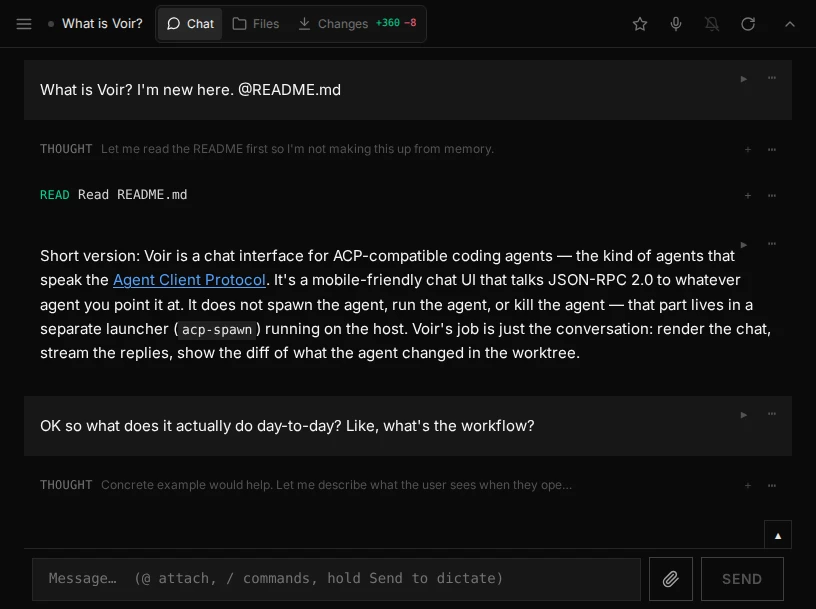 What is Voir?
Chat
Files
Changes +360 −8
What is Voir? I'm new here. @README.md
THOUGHT Let me read the README first so I'm not making this up from memory.
READ Read README.md
Short version: Voir is a chat interface for ACP-compatible coding agents — the kind of agents that
speak the Agent Client Protocol. It's a mobile-friendly chat UI that talks JSON-RPC 2.0 to whatever
agent you point it at. It does not spawn the agent, run the agent, or kill the agent — that part lives in a
separate launcher (acp-spawn) running on the host. Voir's job is just the conversation: render the chat,
stream the replies, show the diff of what the agent changed in the worktree.
OK so what does it actually do day-to-day? Like, what's the workflow?
THOUGHT Concrete example would help. Let me describe what the user sees when they ope…
Message… (@ attach, / commands, hold Send to dictate)
SEND